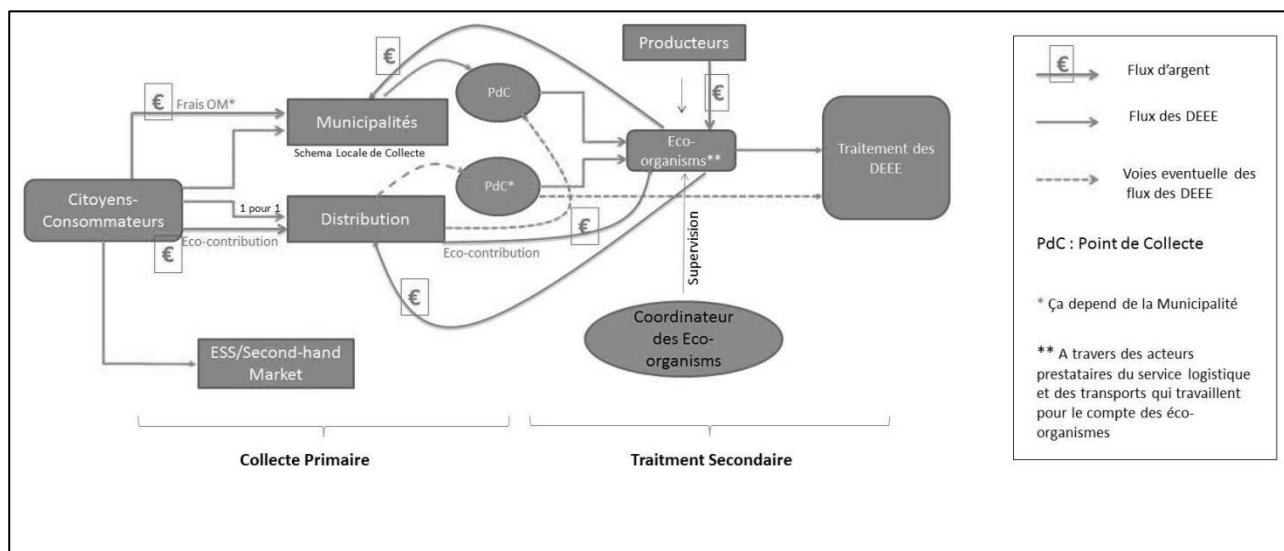 Producteurs
€
€
€
Frais OM*
PdC
Municipalités
Schema Locale de Collecte
Eco-
organisms**
Traitement des
DEEE
PdC*
Citoyens-
Consommateurs
1 pour 1
Distribution
€
Eco-contribution
€
Eco-contribution
€
Supervision
Coordinateur
des Eco-
organisms
ESS/Second-hand
Market
Collecte Primaire
Traitment Secondaire
€
Flux d'argent
Flux des DEEE
Voies eventuelle des
flux des DEEE
PdC : Point de Collecte
* Ça depend de la Municipalité
** A travers des acteurs
prestataires du service logistique
et des transports qui travaillent
pour le compte des éco-
organismes